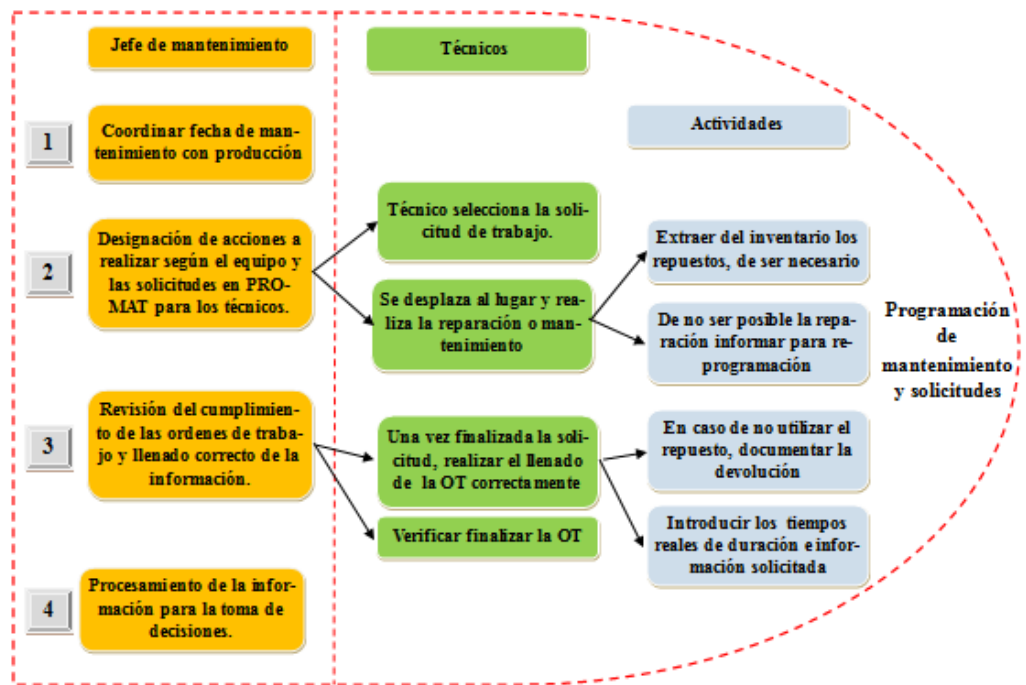 Jefe de mantenimiento
Técnicos
1
Coordinar fecha de man-
tenimiento con producción
Actividades
2
Designación de acciones a
realizar según el equipo y
las solicitudes en PRO-
MAT para los técnicos.
Técnico selecciona la soli-
citud de trabajo.
Se desplaza al lugar y rea-
liza la reparación o man-
tenimiento
Extraer del inventario los
repuestos, de ser necesario
De no ser posible la repa-
ración informar para re-
programación
Programación
de
mantenimiento
y solicitudes
3
Revisión del cumplimien-
to de las ordenes de traba-
jo y llenado correcto de la
información.
Una vez finalizada la soli-
citud, realizar el llenado
de la OT correctamente
Verificar finalizar la OT
En caso de no utilizar el
repuesto, documentar la
devolución
Introducir los tiempos
reales de duración e infor-
mación solicitada
4
Procesamiento de la infor-
mación para la toma de
decisiones.